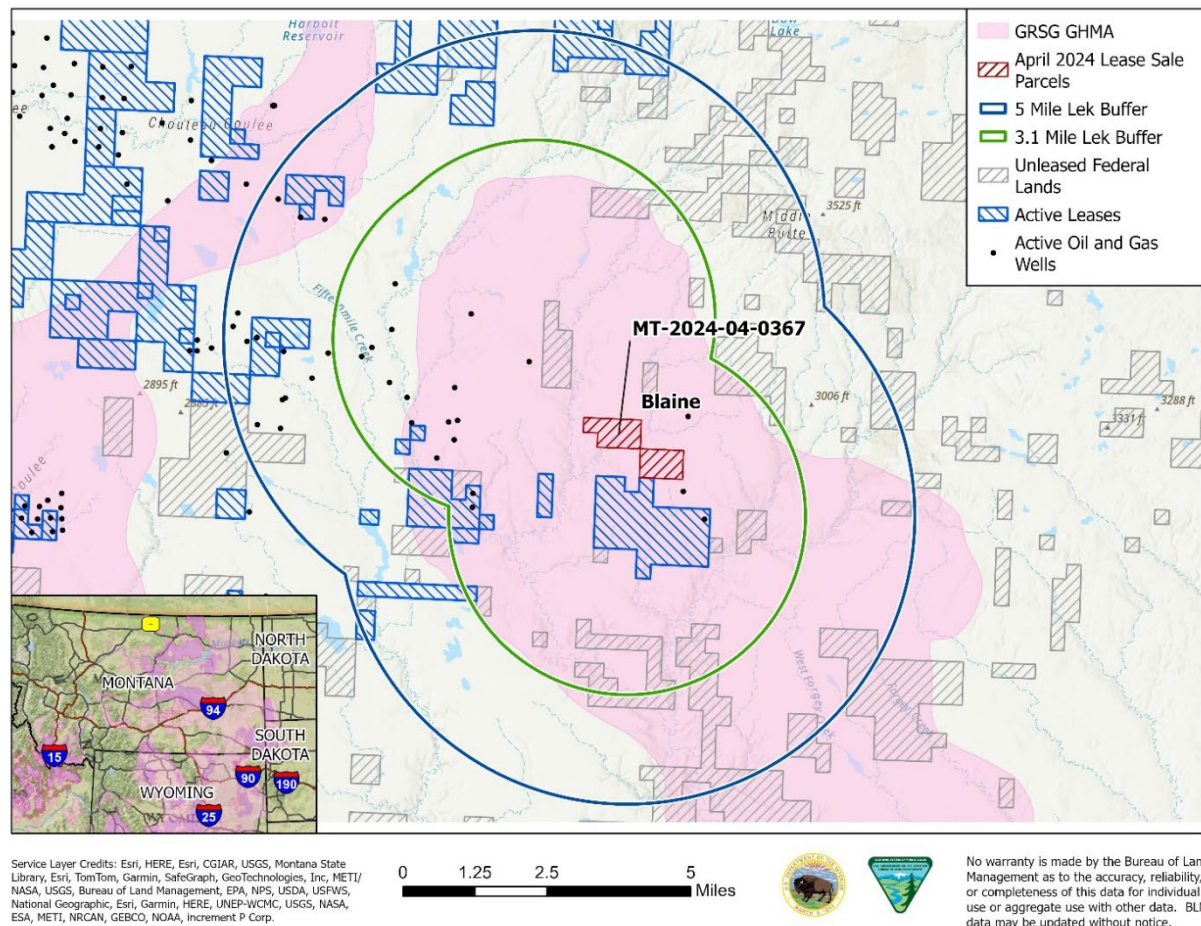 Harbolt
Reservoir
Bow
Lake
Chouteau Coulee
3525 ft
Middle
Butte
Fifteenmile Creek
MT-2024-04-0367
2895 ft
Blaine
3006 ft
3288 ft
3331 ft
Coulee
West Forgey Creek
GRSG GHMA
April 2024 Lease Sale
Parcels
5 Mile Lek Buffer
3.1 Mile Lek Buffer
Unleased Federal
Lands
Active Leases
Active Oil and Gas
Wells
NORTH
DAKOTA
MONTANA
94
SOUTH
DAKOTA
15
90
190
WYOMING
25
Service Layer Credits: Esri, HERE, Esri, CGIAR, USGS, Montana State
Library, Esri, TomTom, Garmin, SafeGraph, GeoTechnologies, Inc, METI/
NASA, USGS, Bureau of Land Management, EPA, NPS, USDA, USFWS,
National Geographic, Esri, Garmin, HERE, UNEP-WCMC, USGS, NASA,
ESA, METI, NRCAN, GEBCO, NOAA, increment P Corp.
0 1.25 2.5 5
Miles
No warranty is made by the Bureau of Lan
Management as to the accuracy, reliability,
or completeness of this data for individual
use or aggregate use with other data. BLM
data may be updated without notice.